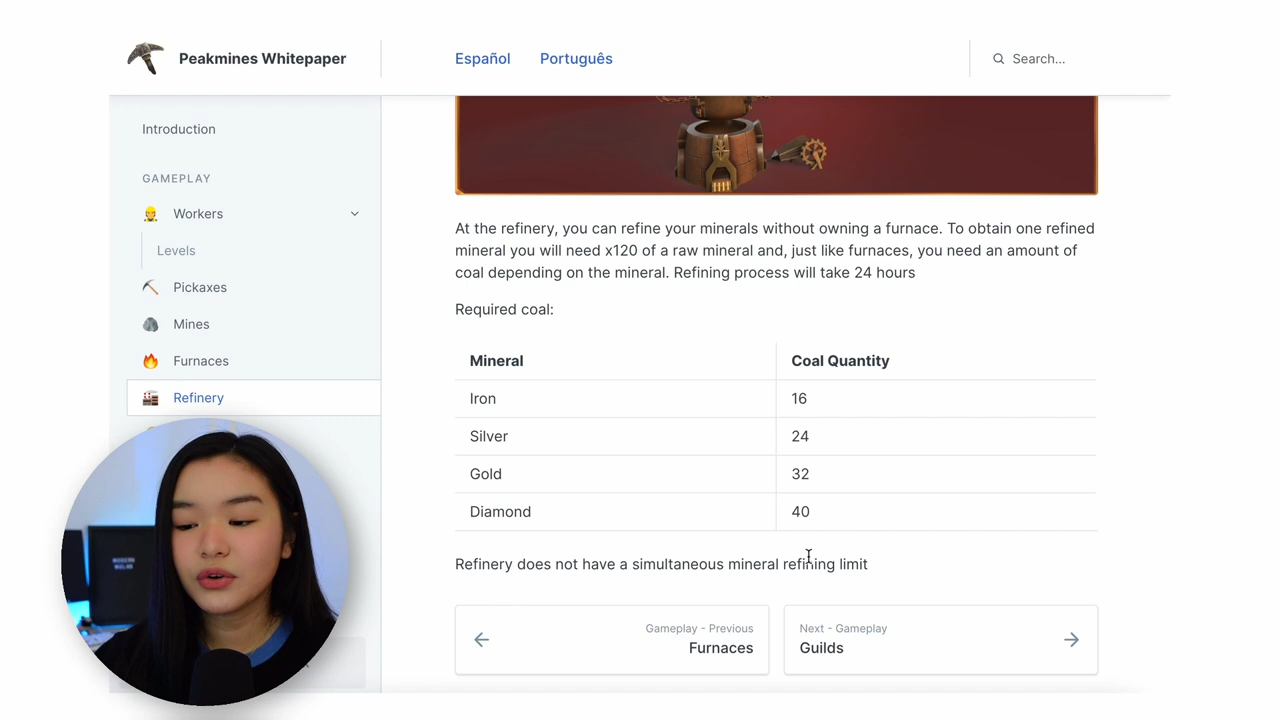 Peakmines Whitepaper
Español
Português
Search...
Introduction
GAMEPLAY
Workers
Levels
Pickaxes
Mines
Furnaces
Refinery
At the refinery, you can refine your minerals without owning a furnace. To obtain one refined
mineral you will need x120 of a raw mineral and, just like furnaces, you need an amount of
coal depending on the mineral. Refining process will take 24 hours
Required coal:
Mineral Coal Quantity
Iron 16
Silver 24
Gold 32
Diamond 40
Refinery does not have a simultaneous mineral refining limit
Gameplay - Previous
Furnaces
Next - Gameplay
Guilds